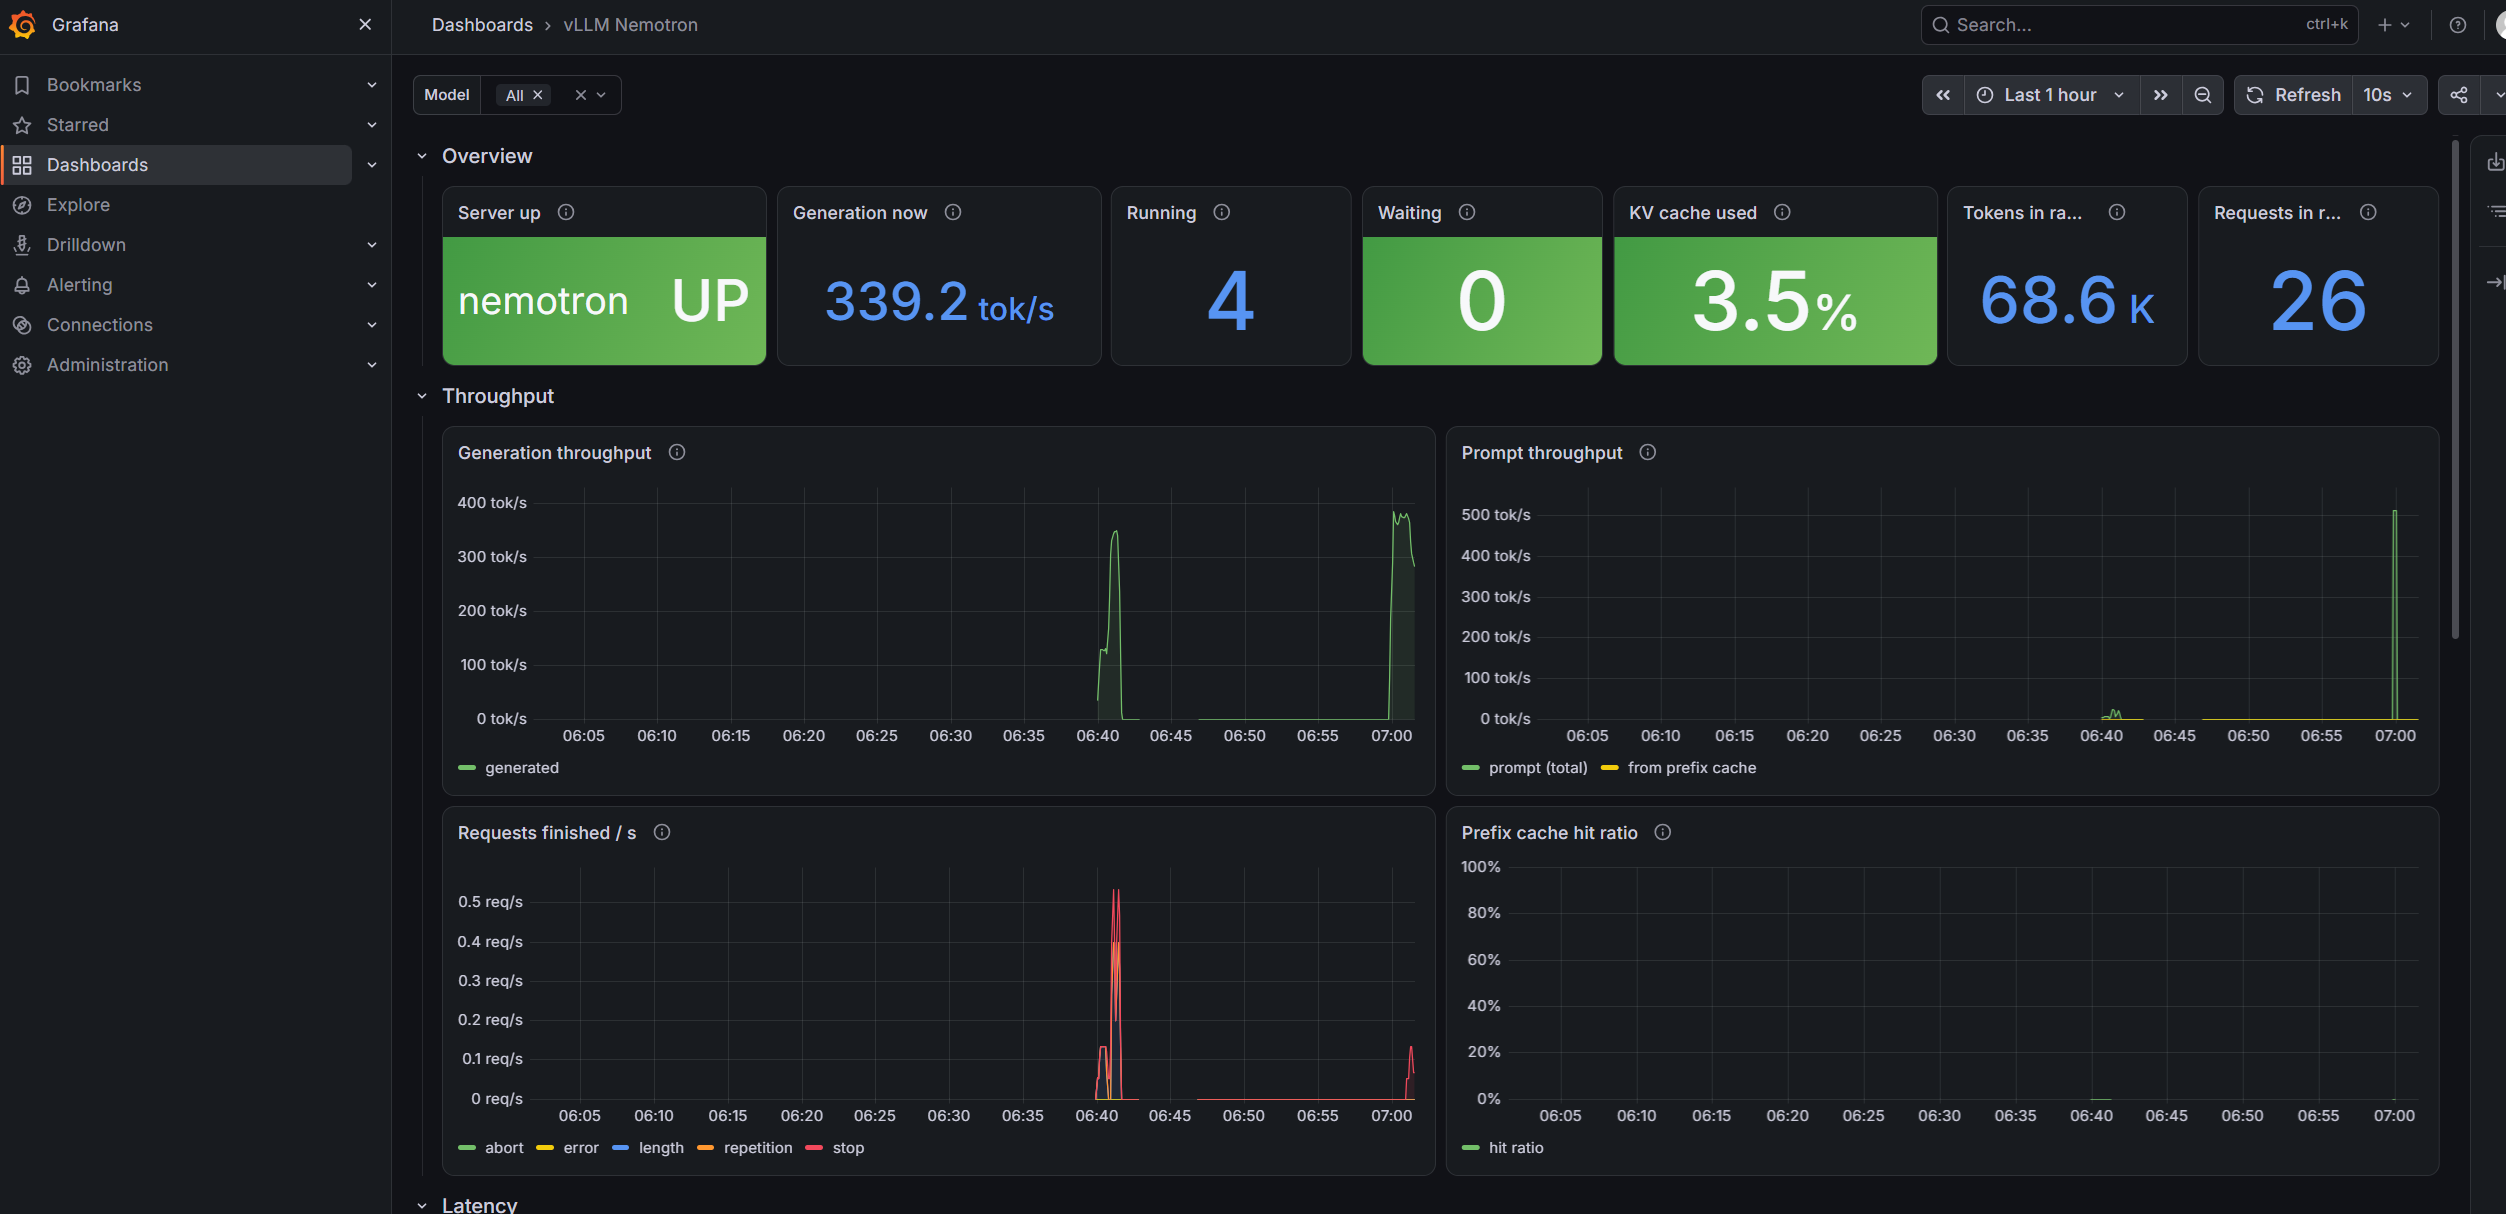 Grafana
Dashboards › vLLM Nemotron
Search... ctrl+k
Bookmarks
Starred
Dashboards
Explore
Drilldown
Alerting
Connections
Administration
Model All
Last 1 hour
Refresh 10s
Overview
Server up
nemotron UP
Generation now
339.2 tok/s
Running
4
Waiting
0
KV cache used
3.5%
Tokens in ra...
68.6 K
Requests in r...
26
Throughput
Generation throughput
400 tok/s
300 tok/s
200 tok/s
100 tok/s
0 tok/s
06:05 06:10 06:15 06:20 06:25 06:30 06:35 06:40 06:45 06:50 06:55 07:00
generated
Prompt throughput
500 tok/s
400 tok/s
300 tok/s
200 tok/s
100 tok/s
0 tok/s
06:05 06:10 06:15 06:20 06:25 06:30 06:35 06:40 06:45 06:50 06:55 07:00
prompt (total) from prefix cache
Requests finished / s
0.5 req/s
0.4 req/s
0.3 req/s
0.2 req/s
0.1 req/s
0 req/s
06:05 06:10 06:15 06:20 06:25 06:30 06:35 06:40 06:45 06:50 06:55 07:00
abort error length repetition stop
Prefix cache hit ratio
100%
80%
60%
40%
20%
0%
06:05 06:10 06:15 06:20 06:25 06:30 06:35 06:40 06:45 06:50 06:55 07:00
hit ratio
Latency